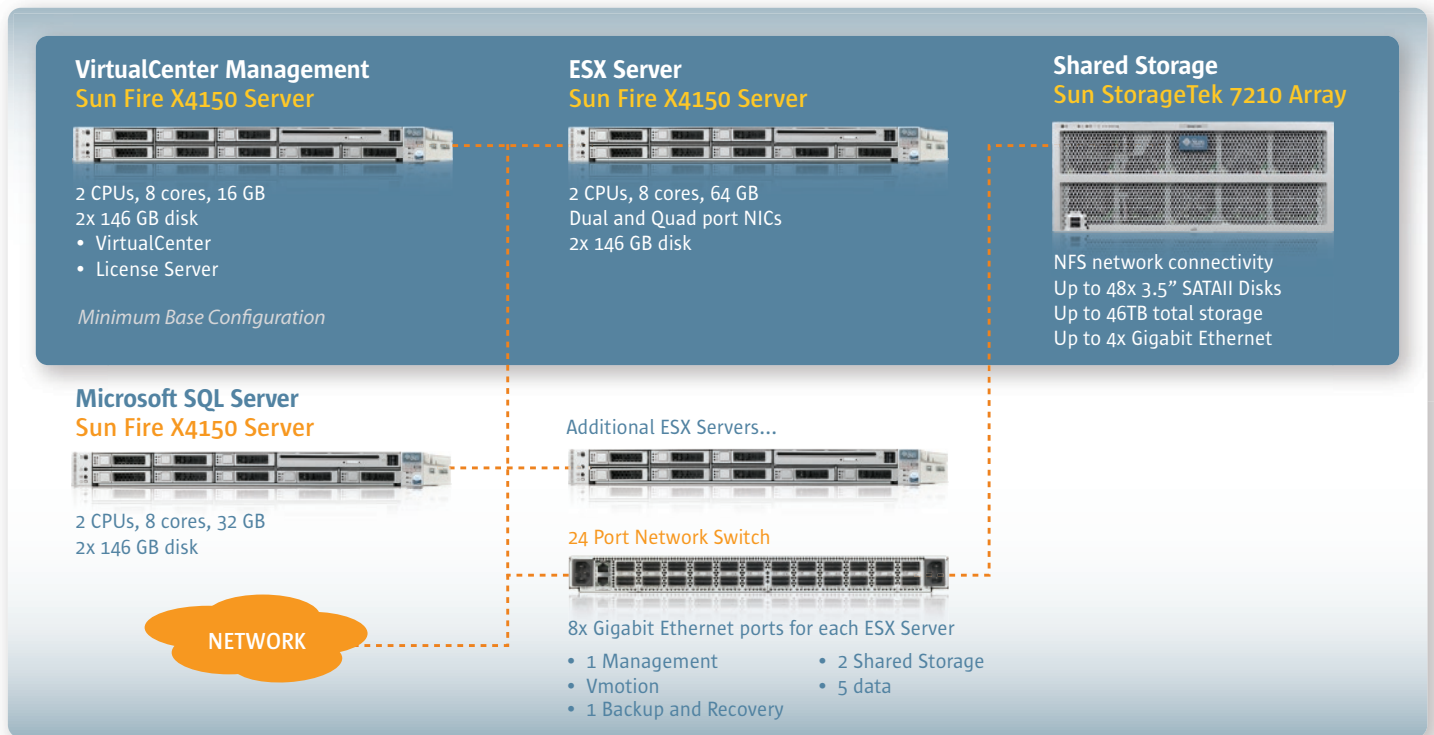 VirtualCenter Management
Sun Fire X4150 Server
2 CPUs, 8 cores, 16 GB
2x 146 GB disk
• VirtualCenter
• License Server
Minimum Base Configuration
ESX Server
Sun Fire X4150 Server
2 CPUs, 8 cores, 64 GB
Dual and Quad port NICs
2x 146 GB disk
Shared Storage
Sun StorageTek 7210 Array
NFS network connectivity
Up to 48x 3.5” SATAII Disks
Up to 46TB total storage
Up to 4x Gigabit Ethernet
Microsoft SQL Server
Sun Fire X4150 Server
2 CPUs, 8 cores, 32 GB
2x 146 GB disk
Additional ESX Servers...
24 Port Network Switch
8x Gigabit Ethernet ports for each ESX Server
• 1 Management
• Vmotion
• 1 Backup and Recovery
• 2 Shared Storage
• 5 data
NETWORK